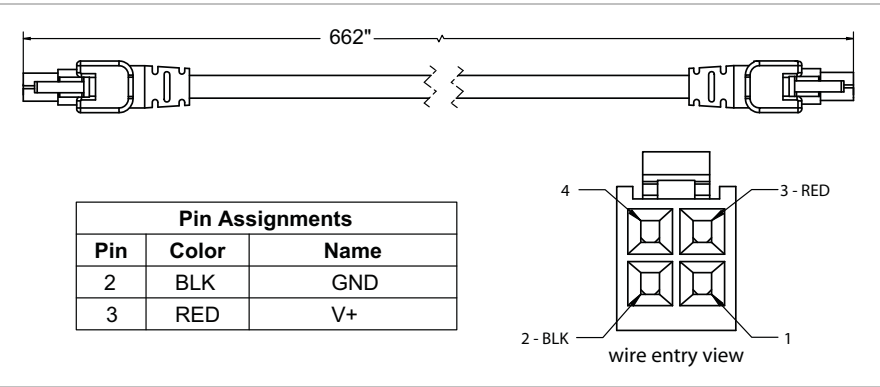 662"
Pin Assignments
Pin Color Name
2 BLK GND
3 RED V+
4
3 - RED
2 - BLK
1
wire entry view